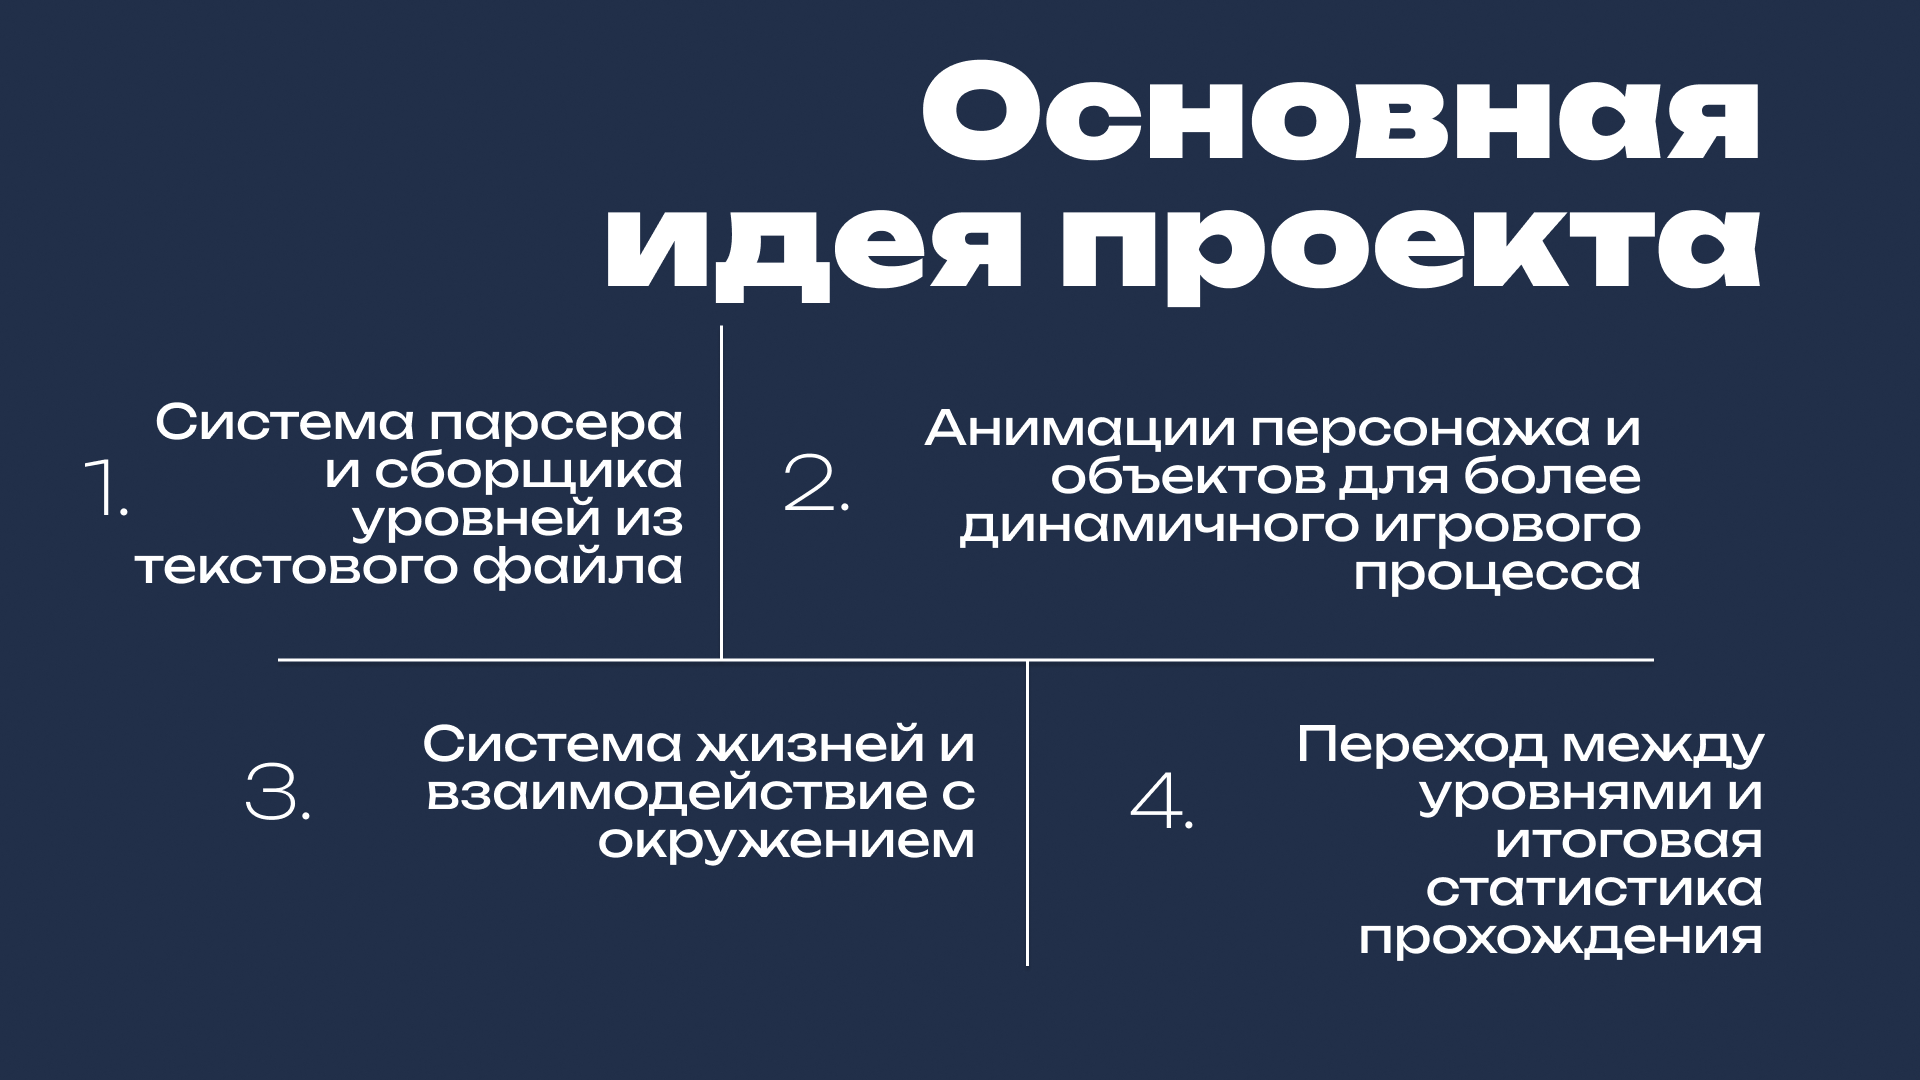 Основная
идея проекта
1.
Система парсера
и сборщика
уровней из
текстового файла
2.
Анимации персонажа и
объектов для более
динамичного игрового
процесса
3.
Система жизней и
взаимодействие с
окружением
4.
Переход между
уровнями и
итоговая
статистика
прохождения